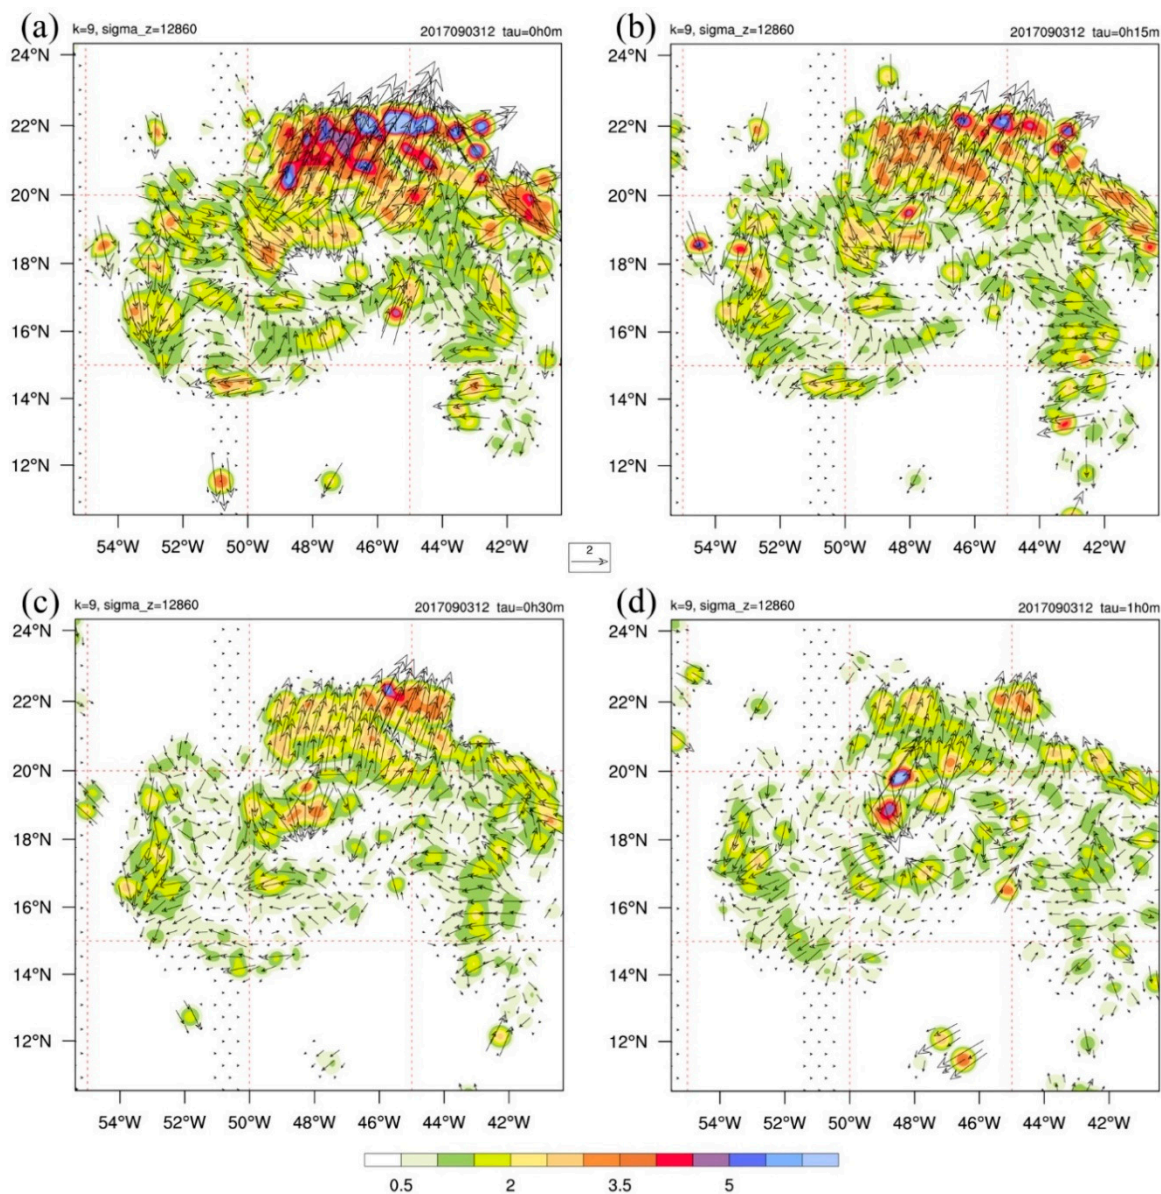 (a) k=9, sigma_z=12860 2017090312 tau=0h0m
(b) k=9, sigma_z=12860 2017090312 tau=0h15m
24°N 24°N
22°N 22°N
20°N 20°N
18°N 18°N
16°N 16°N
14°N 14°N
12°N 12°N
54°W 52°W 50°W 48°W 46°W 44°W 42°W 54°W 52°W 50°W 48°W 46°W 44°W 42°W
2
(c) k=9, sigma_z=12860 2017090312 tau=0h30m
(d) k=9, sigma_z=12860 2017090312 tau=1h0m
24°N 24°N
22°N 22°N
20°N 20°N
18°N 18°N
16°N 16°N
14°N 14°N
12°N 12°N
54°W 52°W 50°W 48°W 46°W 44°W 42°W 54°W 52°W 50°W 48°W 46°W 44°W 42°W
0.5 2 3.5 5